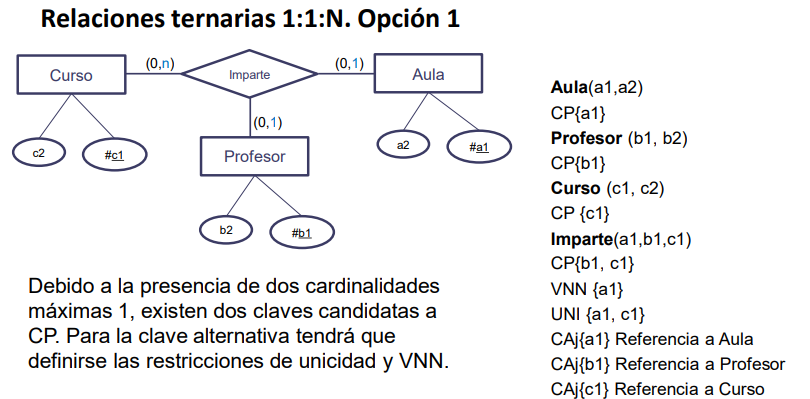 Relaciones ternarias 1:1:N. Opción 1
Curso
(0,n)
Imparte
(0,1)
Aula
(0,1)
c2
#c1
Profesor
a2
#a1
b2
#b1
Debido a la presencia de dos cardinalidades
máximas 1, existen dos claves candidatas a
CP. Para la clave alternativa tendrá que
definirse las restricciones de unicidad y VNN.
Aula(a1,a2)
CP{a1}
Profesor (b1, b2)
CP{b1}
Curso (c1, c2)
CP {c1}
Imparte(a1,b1,c1)
CP{b1, c1}
VNN {a1}
UNI {a1, c1}
CAj{a1} Referencia a Aula
CAj{b1} Referencia a Profesor
CAj{c1} Referencia a Curso